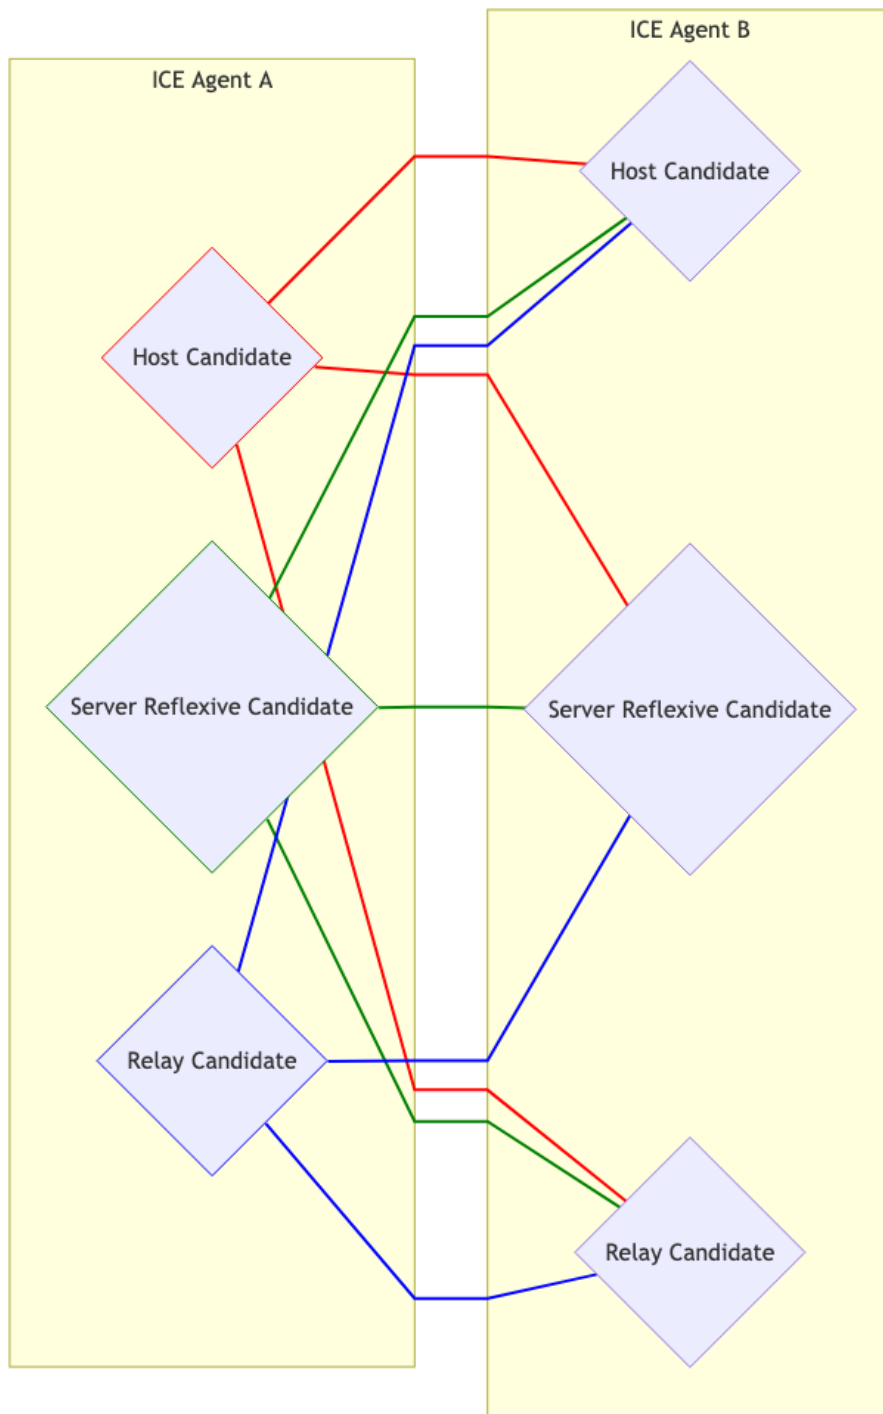 ICE Agent A
Host Candidate
Server Reflexive Candidate
Relay Candidate
ICE Agent B
Host Candidate
Server Reflexive Candidate
Relay Candidate